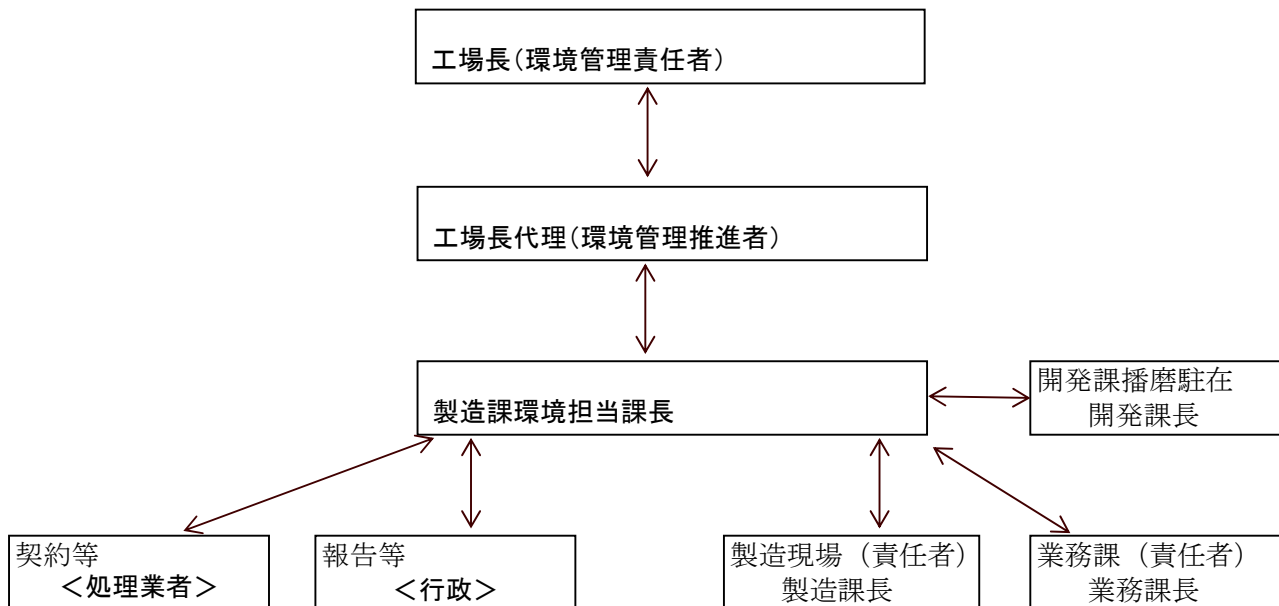 工場長(環境管理責任者)
工場長代理(環境管理推進者)
製造課環境担当課長
開発課播磨駐在
開発課長
契約等
＜処理業者＞
報告等
＜行政＞
製造現場（責任者）
製造課長
業務課（責任者）
業務課長